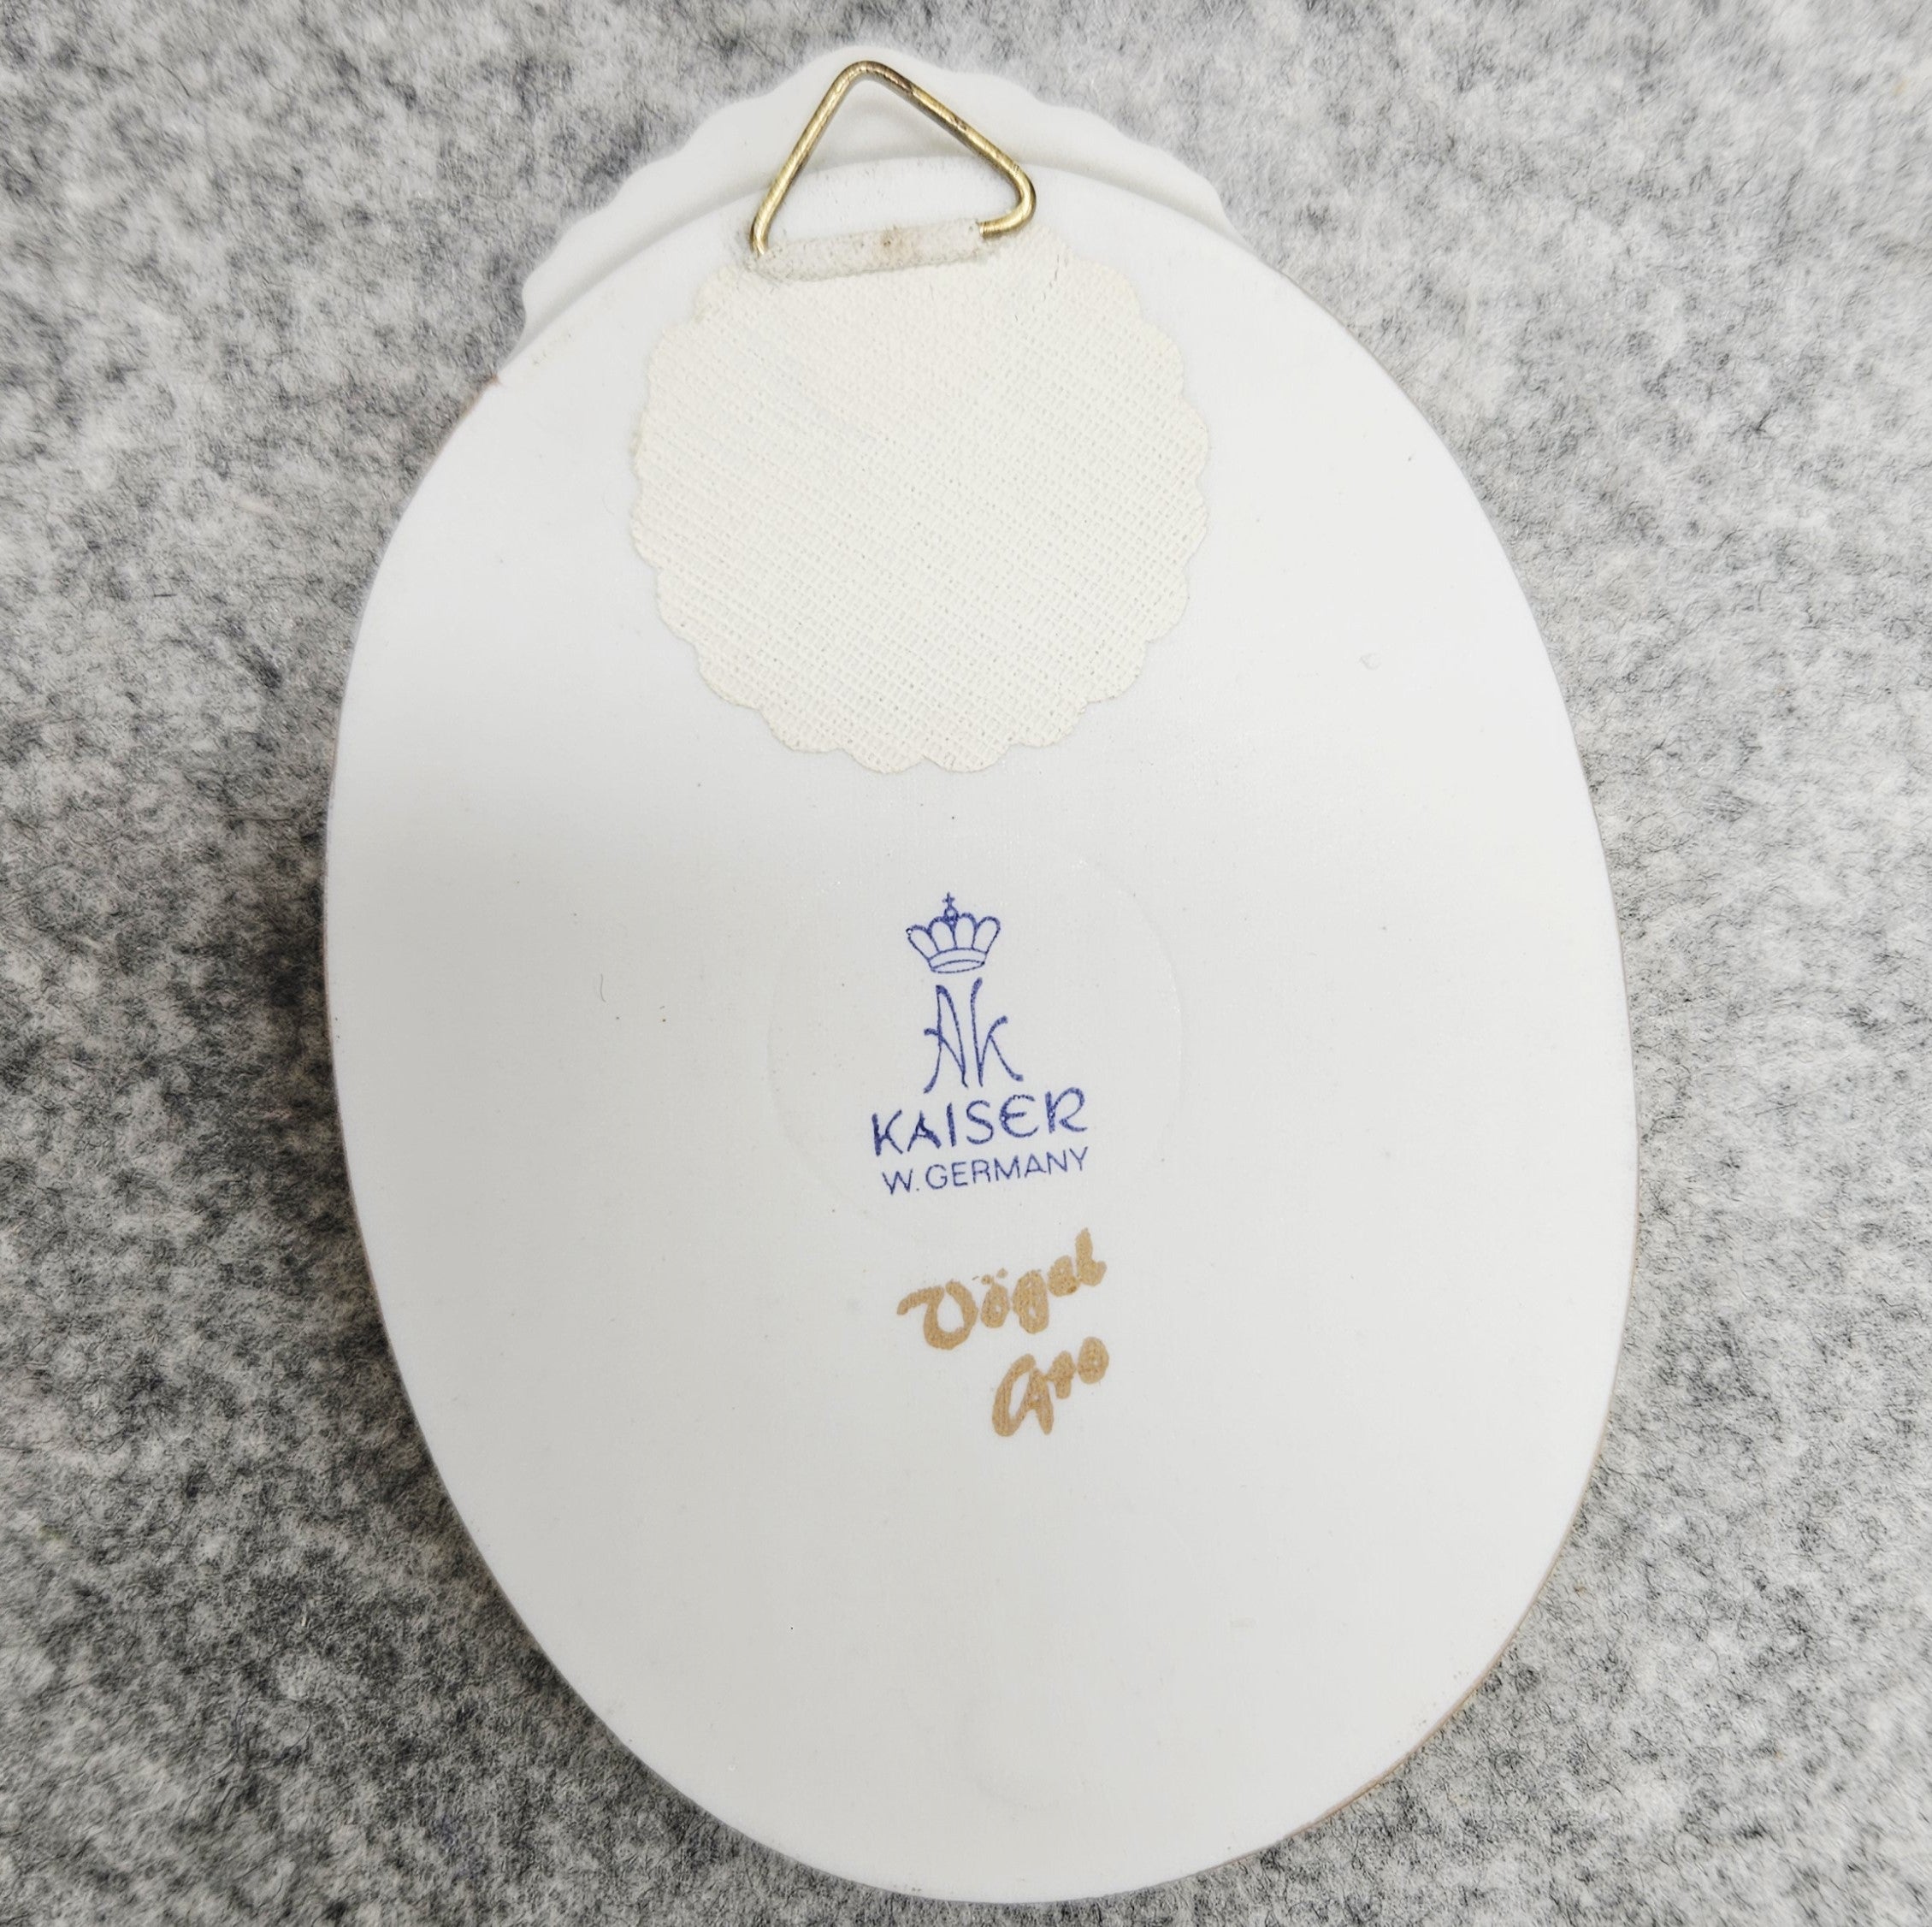 AK
KAISER
W. GERMANY
Vögel